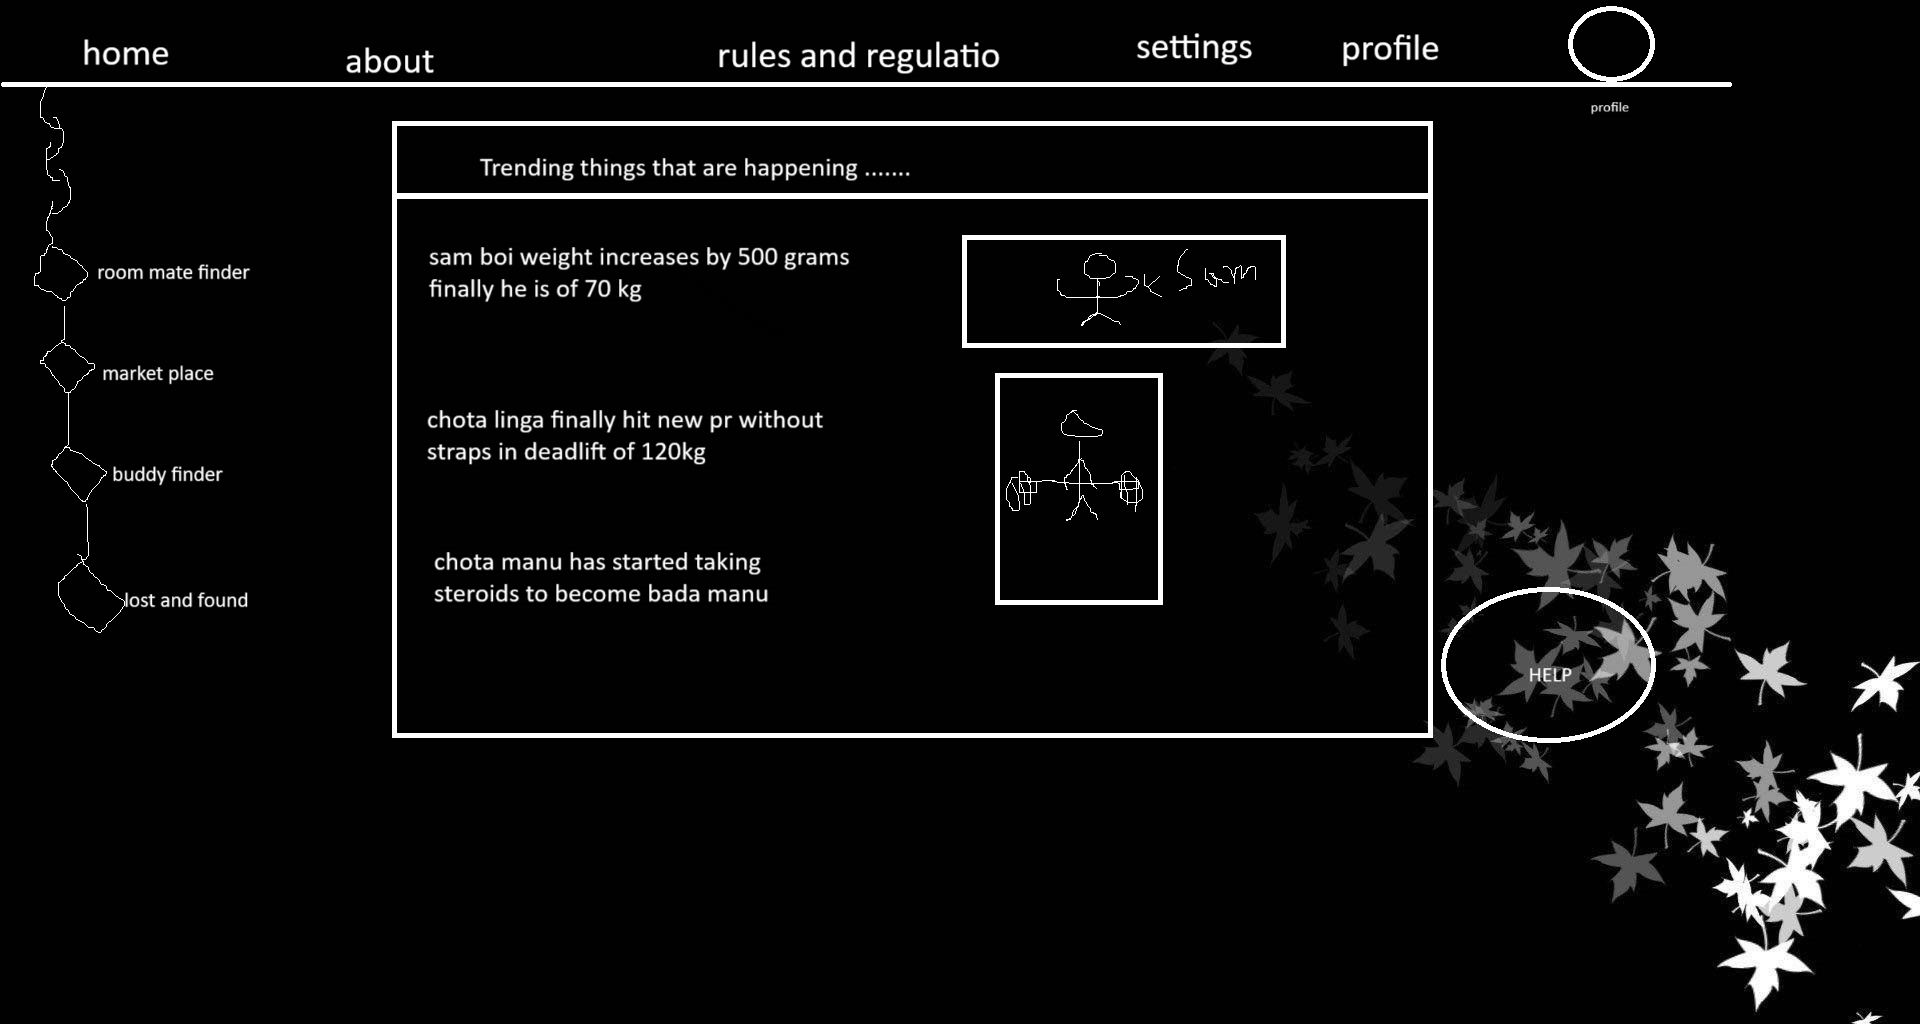 home
about
rules and regulatio
settings
profile
profile
Trending things that are happening .......
sam boi weight increases by 500 grams
finally he is of 70 kg
chota linga finally hit new pr without
straps in deadlift of 120kg
chota manu has started taking
steroids to become bada manu
room mate finder
market place
buddy finder
lost and found
HELP